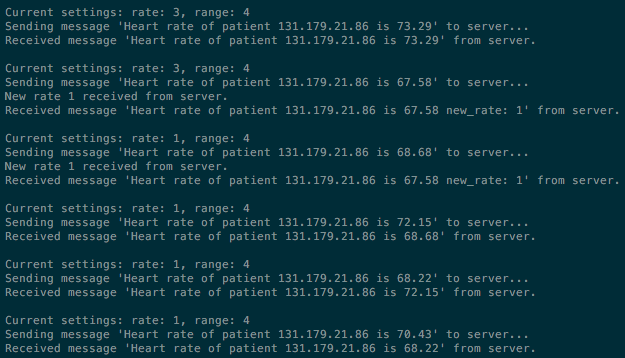 Current settings: rate: 3, range: 4
Sending message 'Heart rate of patient 131.179.21.86 is 73.29' to server...
Received message 'Heart rate of patient 131.179.21.86 is 73.29' from server.
Current settings: rate: 3, range: 4
Sending message 'Heart rate of patient 131.179.21.86 is 67.58' to server...
New rate 1 received from server.
Received message 'Heart rate of patient 131.179.21.86 is 67.58 new_rate: 1' from server.
Current settings: rate: 1, range: 4
Sending message 'Heart rate of patient 131.179.21.86 is 68.68' to server...
New rate 1 received from server.
Received message 'Heart rate of patient 131.179.21.86 is 67.58 new_rate: 1' from server.
Current settings: rate: 1, range: 4
Sending message 'Heart rate of patient 131.179.21.86 is 72.15' to server...
Received message 'Heart rate of patient 131.179.21.86 is 68.68' from server.
Current settings: rate: 1, range: 4
Sending message 'Heart rate of patient 131.179.21.86 is 68.22' to server...
Received message 'Heart rate of patient 131.179.21.86 is 72.15' from server.
Current settings: rate: 1, range: 4
Sending message 'Heart rate of patient 131.179.21.86 is 70.43' to server...
Received message 'Heart rate of patient 131.179.21.86 is 68.22' from server.